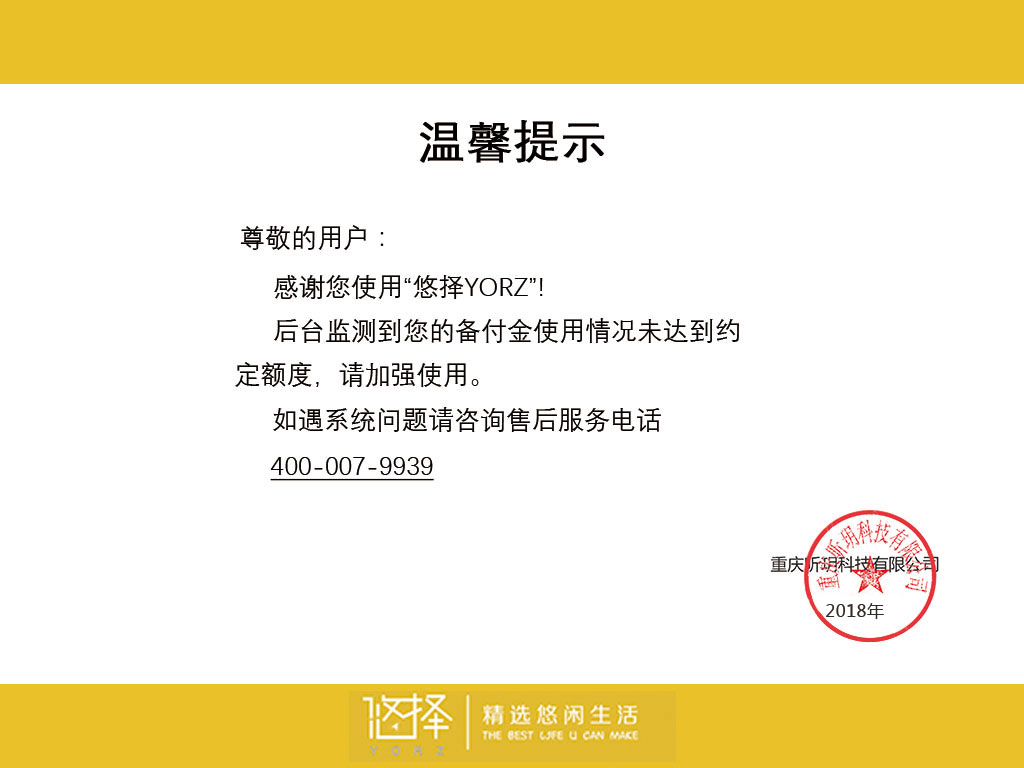 温馨提示
尊敬的用户：
感谢您使用“悠择YORZ”!
后台监测到您的备付金使用情况未达到约
定额度，请加强使用。
如遇系统问题请咨询售后服务电话
400-007-9939
重庆昕玥科技有限公司
重庆昕玥科技有限公司
2018年
悠择
YORZ
精选悠闲生活
THE BEST LIFE U CAN MAKE